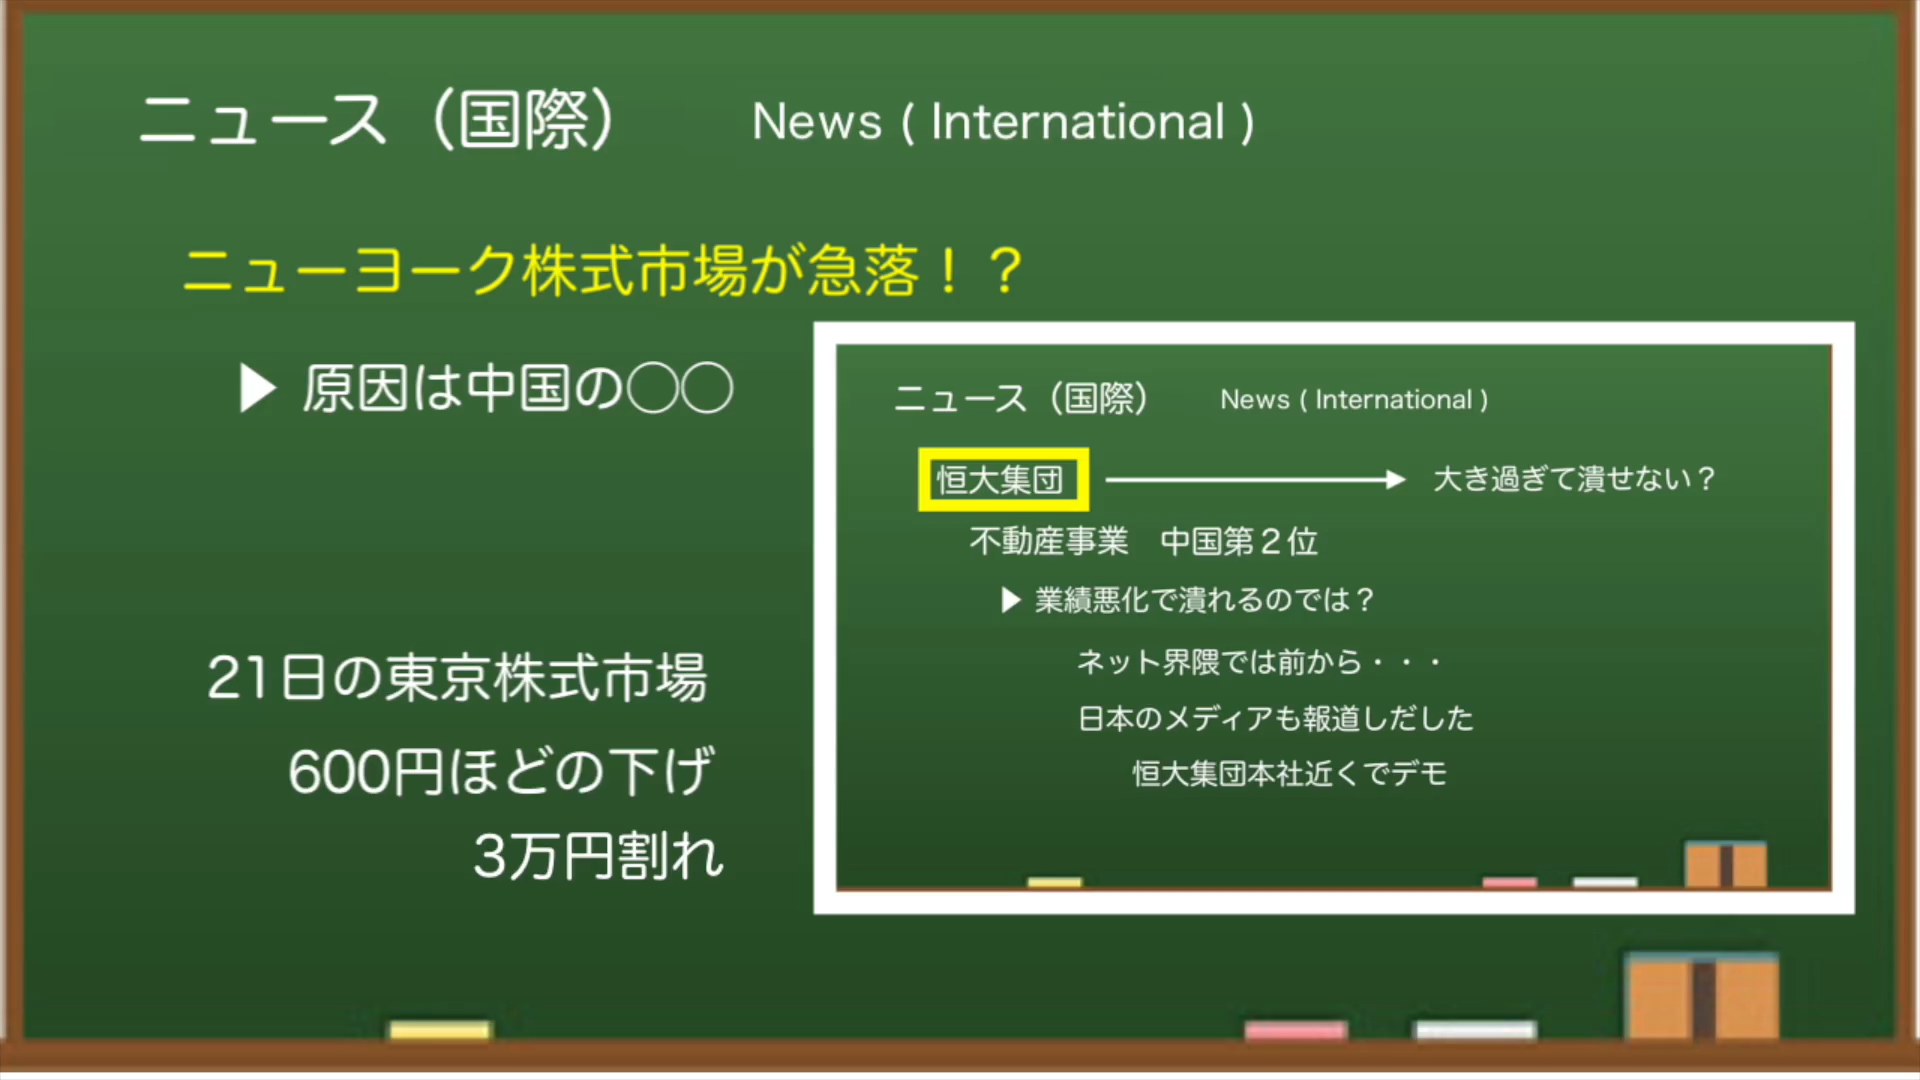 ニュース（国際） News ( International )
ニューヨーク株式市場が急落！？
▶ 原因は中国の○○
21日の東京株式市場
600円ほどの下げ
3万円割れ
ニュース（国際） News ( International )
恒大集団 → 大き過ぎて潰せない？
不動産事業　中国第２位
▶ 業績悪化で潰れるのでは？
ネット界隈では前から・・・
日本のメディアも報道しだした
恒大集団本社近くでデモ